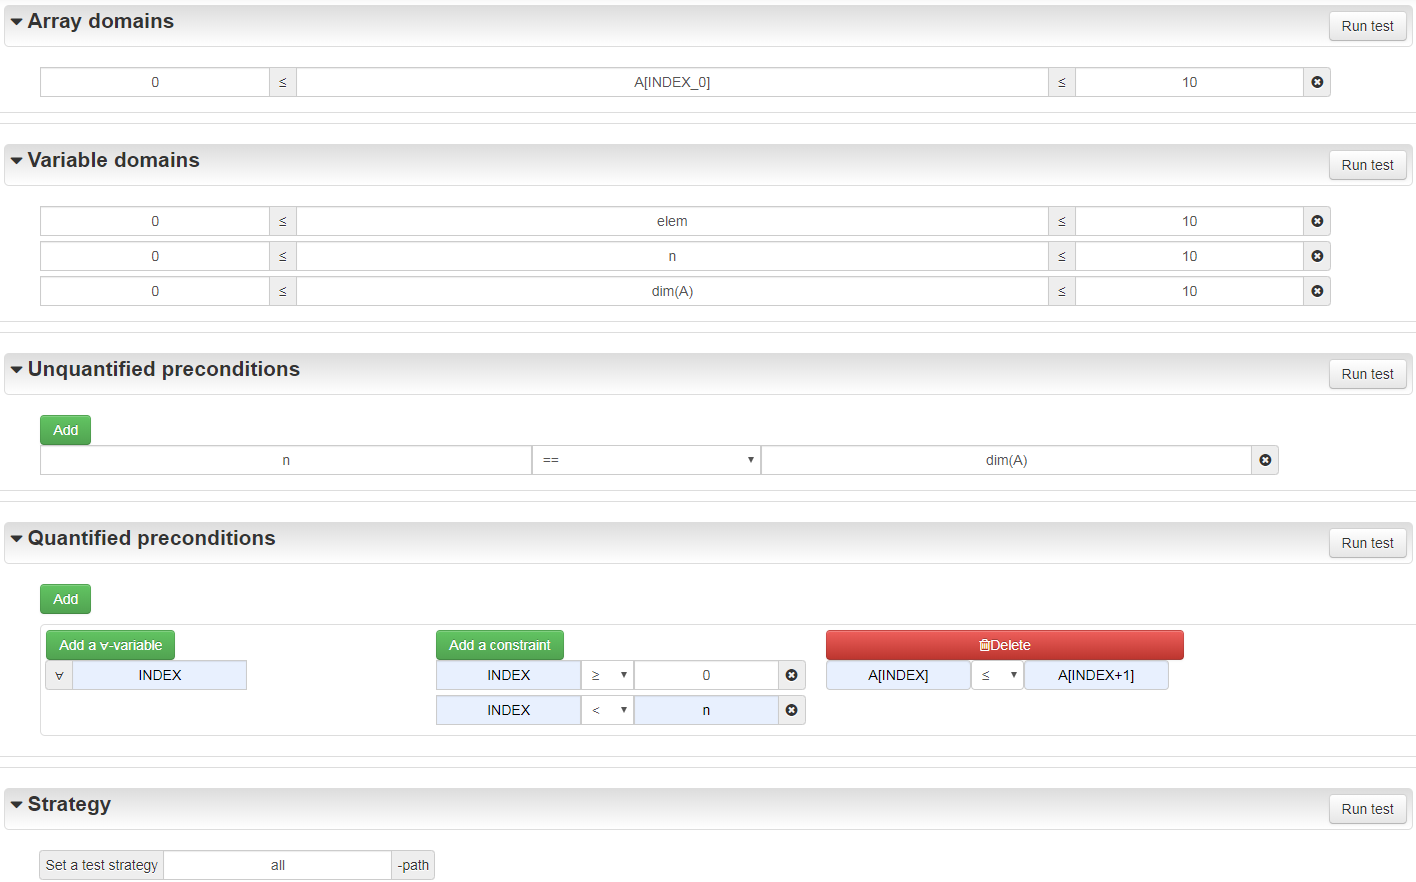 Array domains
Run test
0 ≤ A[INDEX_0] ≤ 10
Variable domains
Run test
0 ≤ elem ≤ 10
0 ≤ n ≤ 10
0 ≤ dim(A) ≤ 10
Unquantified preconditions
Run test
Add
n == dim(A)
Quantified preconditions
Run test
Add
Add a ∀-variable Add a constraint Delete
∀ INDEX INDEX ≥ 0 A[INDEX] ≤ A[INDEX+1]
INDEX < n
Strategy
Run test
Set a test strategy all -path